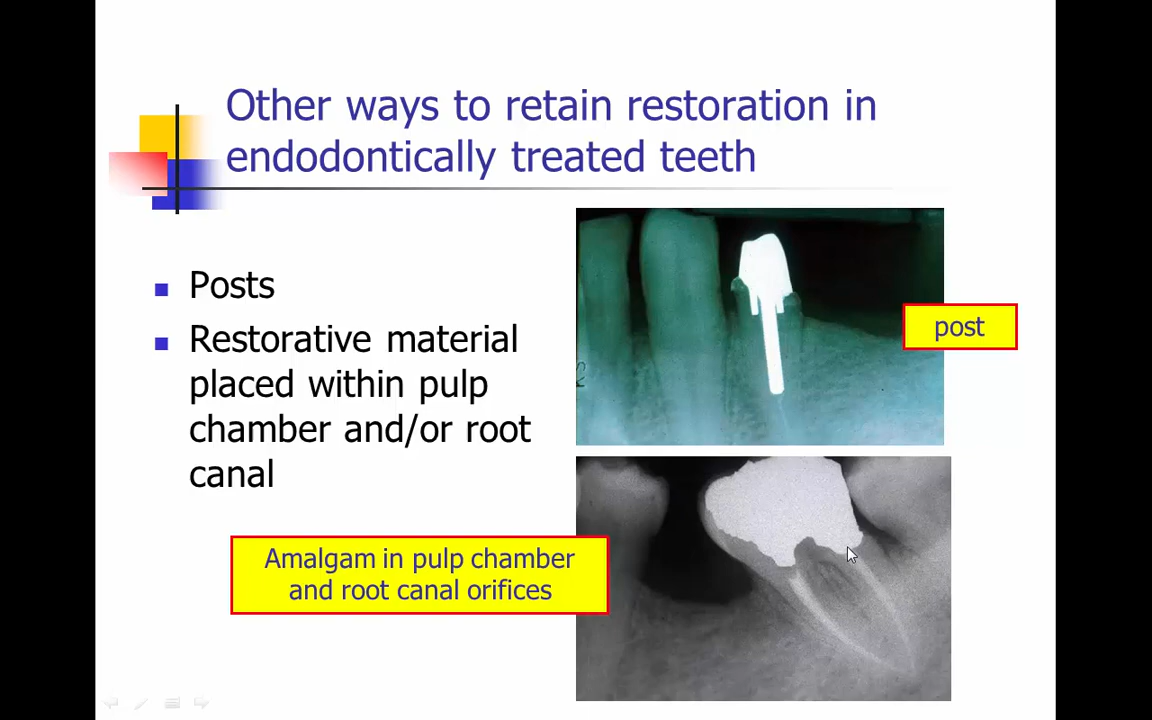 Other ways to retain restoration in
endodontically treated teeth
Posts
Restorative material
placed within pulp
chamber and/or root
canal
post
Amalgam in pulp chamber
and root canal orifices